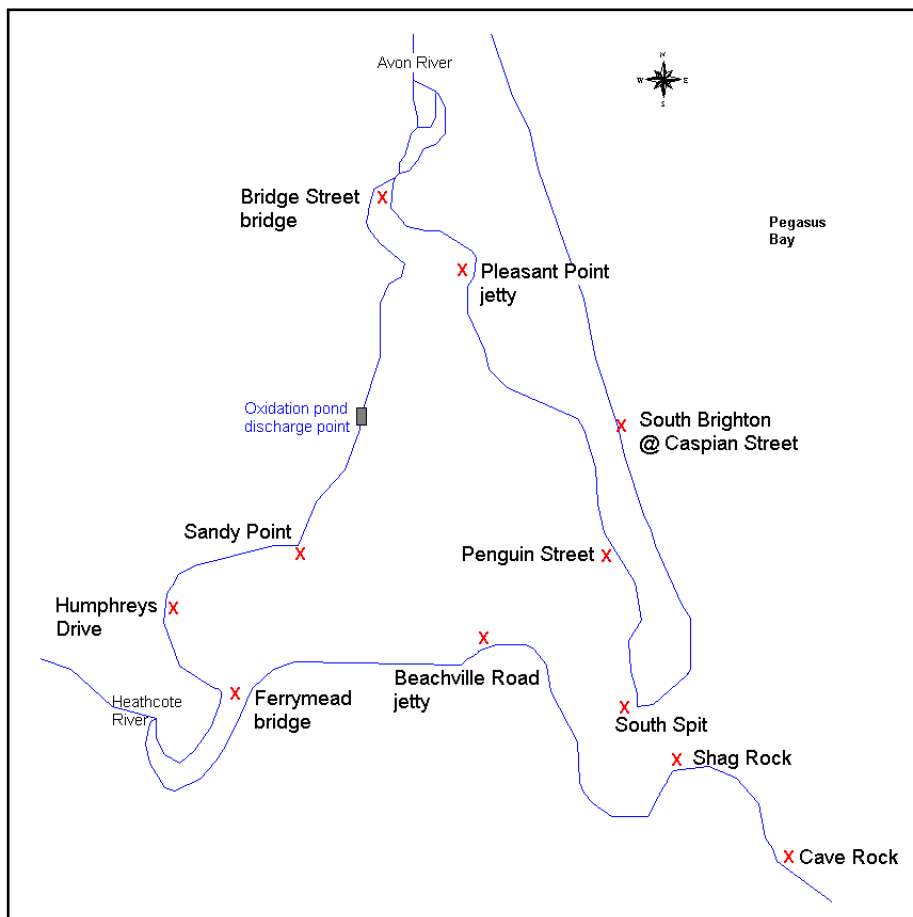 Avon River
N
W E
S
Bridge Street
bridge
Pegasus
Bay
Pleasant Point
jetty
Oxidation pond
discharge point
South Brighton
@ Caspian Street
Sandy Point
Penguin Street
Humphreys
Drive
Heathcote
River
Ferrymead
bridge
Beachville Road
jetty
South Spit
Shag Rock
Cave Rock